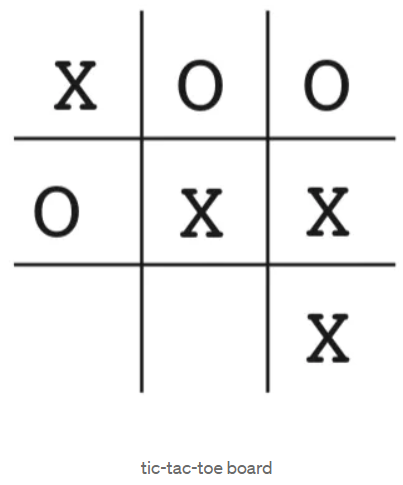 X O O
O X X
X
tic-tac-toe board